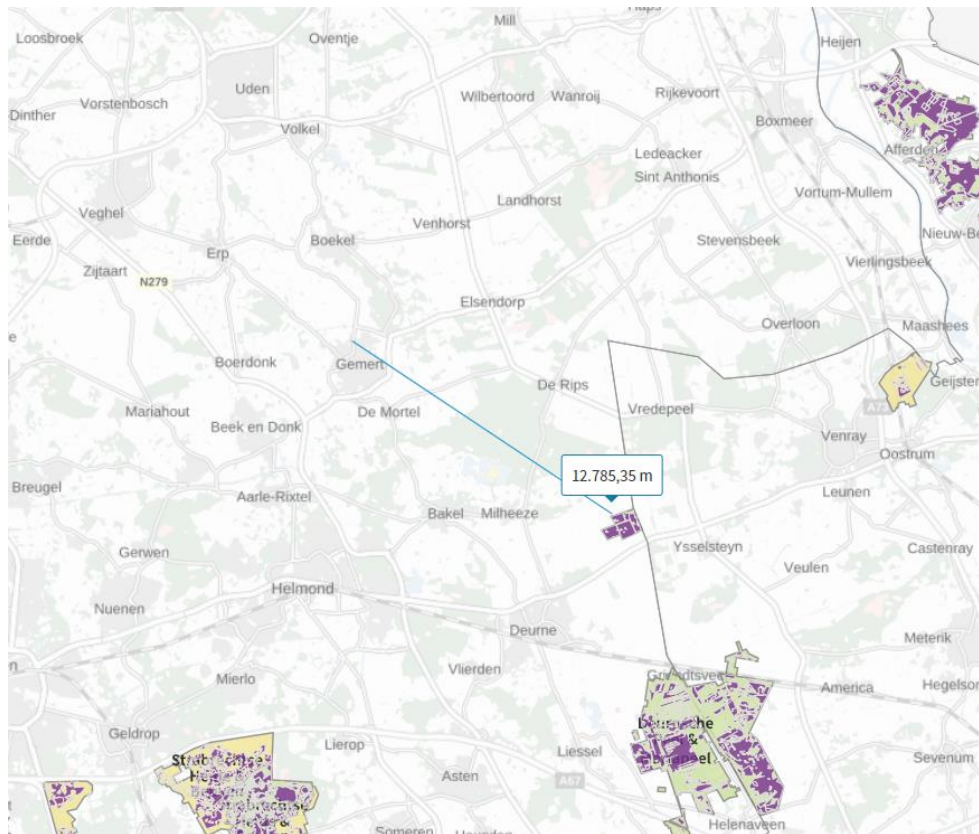 Mill
Loosbroek
Oventje
Heijen
Uden
Vorstenbosch
Wilbertoord
Wanroij
Rijkevoort
Dinther
Boxmeer
Volkel
Ledeacker
Afferden
Sint Anthonis
Landhorst
Vortum-Mullem
Veghel
Venhorst
Eerde
Boekel
Stevensbeek
Erp
Vierlingsbeek
Zijtaart
N279
Elsendorp
Overloon
Maashees
Boerdonk
Gemert
De Rips
Mariahout
De Mortel
Vredepeel
A73
Beek en Donk
Venray
Oostrum
12.785,35 m
Breugel
Aarle-Rixtel
Leunen
Bakel
Milheeze
Gerwen
Ysselsteyn
Castenray
Veulen
Helmond
Nuenen
Deurne
Meterik
Vlierden
Mierlo
America
Geldrop
Lierop
Liessel
Sevenum
Asten
A67
Helenaveen
Someren